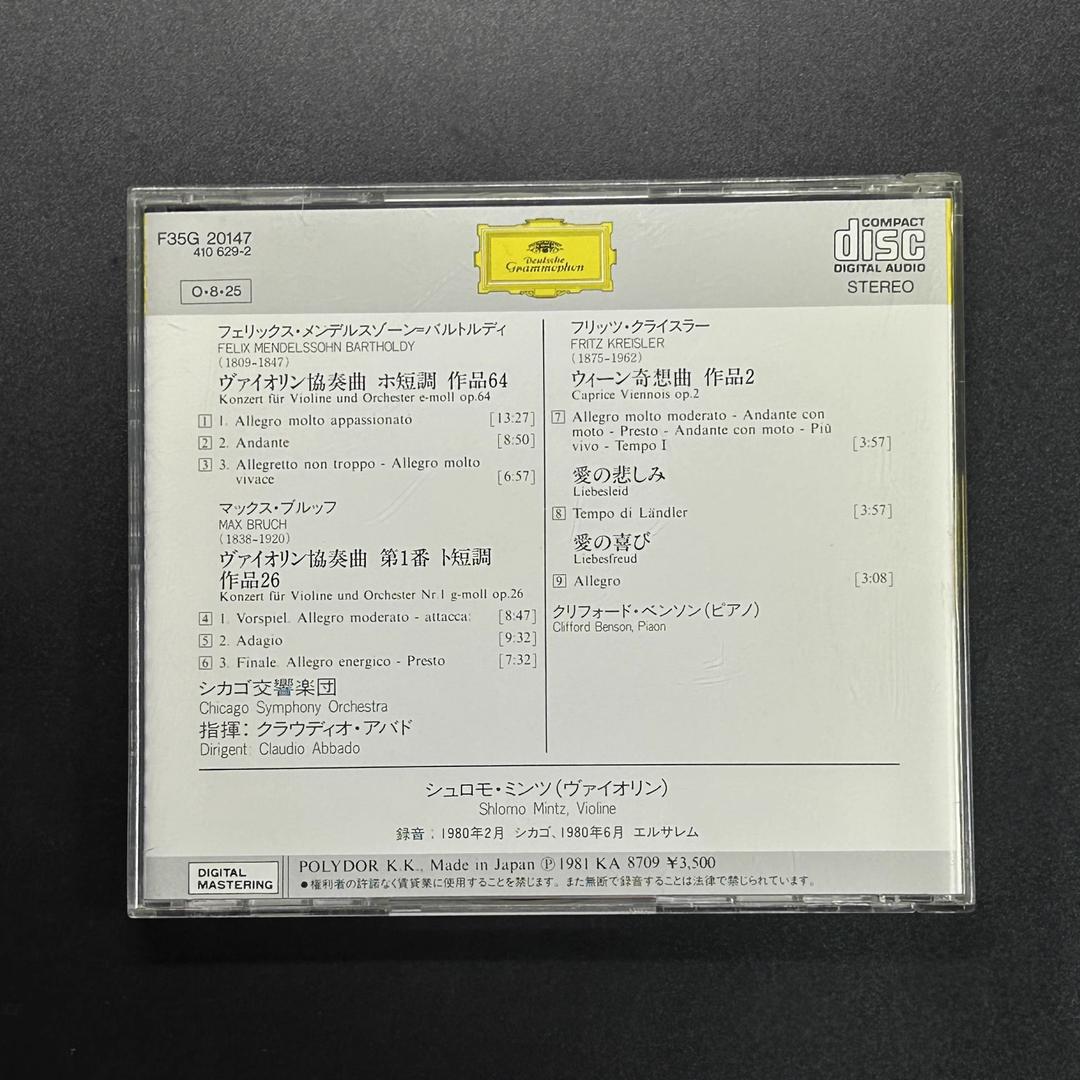 F35G 20147
410 629-2
O・8・25
Deutsche
Grammophon
COMPACT
disc
DIGITAL AUDIO
STEREO
フェリックス・メンデルスゾーン=バルトルディ
FELIX MENDELSSOHN BARTHOLDY
(1809-1847)
ヴァイオリン協奏曲 ホ短調 作品64
Konzert für Violine und Orchester e-moll op.64
1 1. Allegro molto appassionato [13:27]
2 2. Andante [8:50]
3 3. Allegretto non troppo - Allegro molto
vivace [6:57]
マックス・ブルッフ
MAX BRUCH
(1838-1920)
ヴァイオリン協奏曲 第1番 ト短調
作品26
Konzert für Violine und Orchester Nr.1 g-moll op.26
4 1. Vorspiel. Allegro moderato - attacca: [8:47]
5 2. Adagio [9:32]
6 3. Finale. Allegro energico - Presto [7:32]
シカゴ交響楽団
Chicago Symphony Orchestra
指揮：クラウディオ・アバド
Dirigent: Claudio Abbado
フリッツ・クライスラー
FRITZ KREISLER
(1875-1962)
ウィーン奇想曲 作品2
Caprice Viennois op.2
7 Allegro molto moderato - Andante con
moto - Presto - Andante con moto - Più
vivo - Tempo I [3:57]
愛の悲しみ
Liebesleid
8 Tempo di Ländler [3:57]
愛の喜び
Liebesfreud
9 Allegro [3:08]
クリフォード・ベンソン(ピアノ)
Clifford Benson, Piaon
シュロモ・ミンツ(ヴァイオリン)
Shlomo Mintz, Violine
録音：1980年2月 シカゴ、1980年6月 エルサレム
DIGITAL
MASTERING
POLYDOR K.K., Made in Japan Ⓟ1981 KA 8709 ¥3,500
●権利者の許諾なく賃貸業に使用することを禁じます。また無断で録音することは法律で禁じられています。